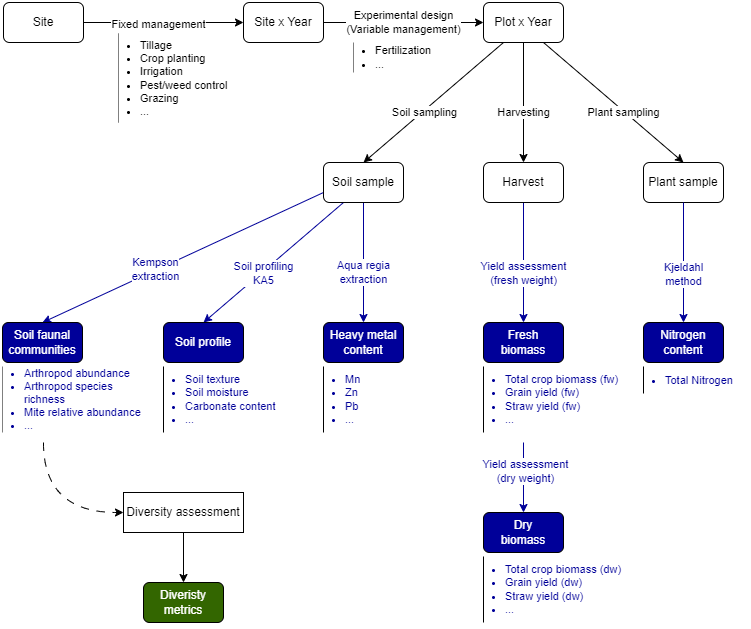 Site
Fixed management
Tillage
Crop planting
Irrigation
Pest/weed control
Grazing
...
Site x Year
Experimental design
(Variable management)
Fertilization
...
Plot x Year
Soil sampling
Harvesting
Plant sampling
Soil sample
Harvest
Plant sample
Kempson
extraction
Soil profiling
KA5
Aqua regia
extraction
Yield assessment
(fresh weight)
Kjeldahl
method
Soil faunal
communities
Arthropod abundance
Arthropod species
richness
Mite relative abundance
...
Soil profile
Soil texture
Soil moisture
Carbonate content
...
Heavy metal
content
Mn
Zn
Pb
...
Fresh
biomass
Total crop biomass (fw)
Grain yield (fw)
Straw yield (fw)
...
Nitrogen
content
Total Nitrogen
Yield assessment
(dry weight)
Diversity assessment
Dry
biomass
Total crop biomass (dw)
Grain yield (dw)
Straw yield (dw)
...
Diveristy
metrics